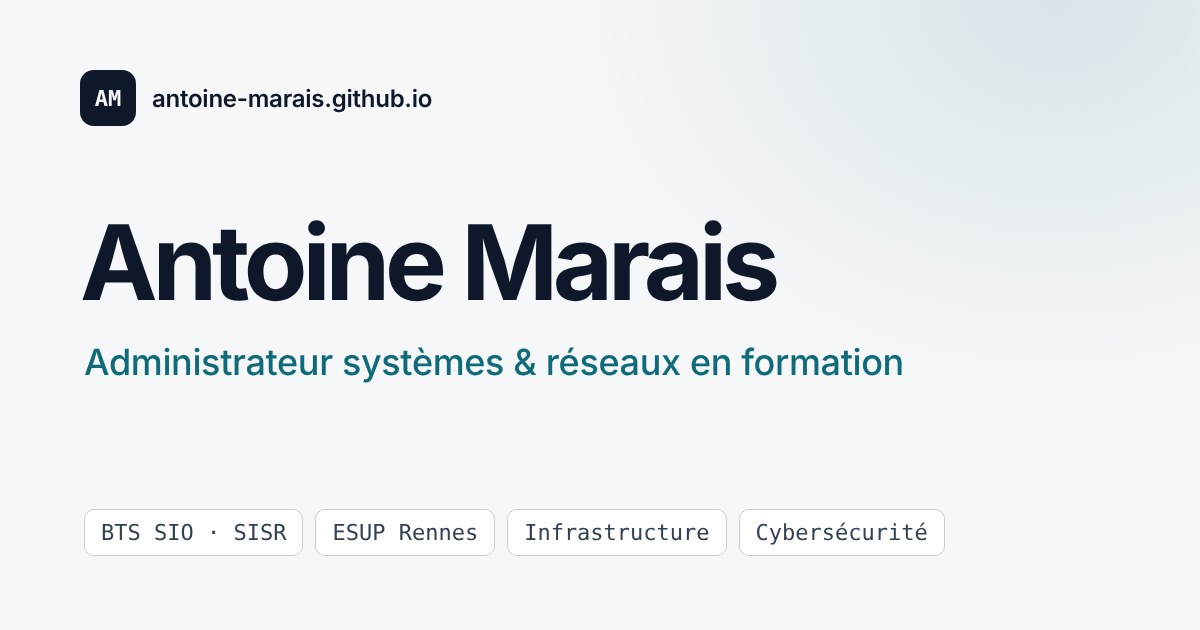 AM antoine-marais.github.io
Antoine Marais
Administrateur systèmes & réseaux en formation
BTS SIO · SISR ESUP Rennes Infrastructure Cybersécurité